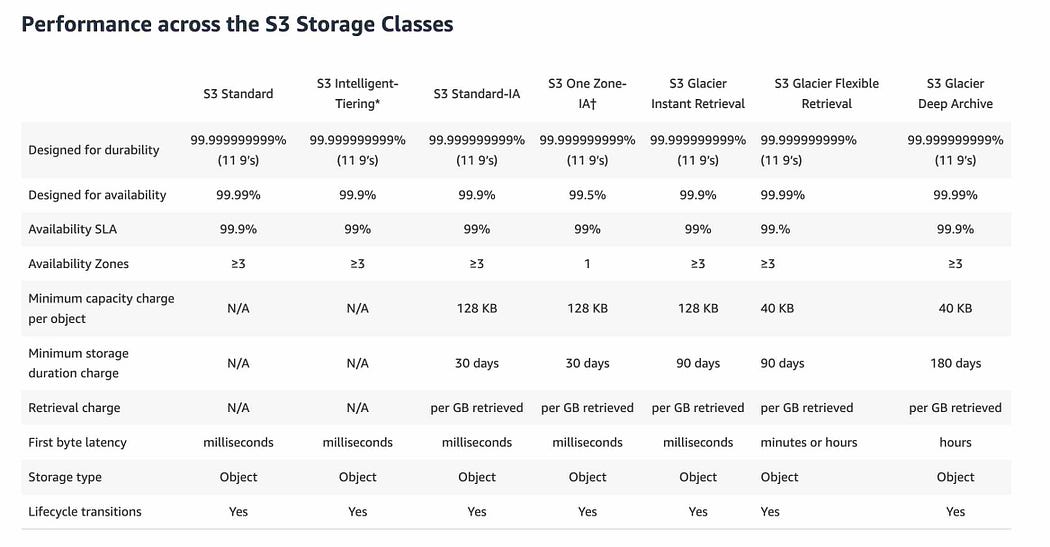 Performance across the S3 Storage Classes
S3 Standard S3 Intelligent-Tiering* S3 Standard-IA S3 One Zone-IA† S3 Glacier Instant Retrieval S3 Glacier Flexible Retrieval S3 Glacier Deep Archive
Designed for durability 99.999999999% (11 9's) 99.999999999% (11 9's) 99.999999999% (11 9's) 99.999999999% (11 9's) 99.999999999% (11 9's) 99.999999999% (11 9's) 99.999999999% (11 9's)
Designed for availability 99.99% 99.9% 99.9% 99.5% 99.9% 99.99% 99.99%
Availability SLA 99.9% 99% 99% 99% 99% 99.% 99.9%
Availability Zones ≥3 ≥3 ≥3 1 ≥3 ≥3 ≥3
Minimum capacity charge per object N/A N/A 128 KB 128 KB 128 KB 40 KB 40 KB
Minimum storage duration charge N/A N/A 30 days 30 days 90 days 90 days 180 days
Retrieval charge N/A N/A per GB retrieved per GB retrieved per GB retrieved per GB retrieved per GB retrieved
First byte latency milliseconds milliseconds milliseconds milliseconds milliseconds minutes or hours hours
Storage type Object Object Object Object Object Object Object
Lifecycle transitions Yes Yes Yes Yes Yes Yes Yes